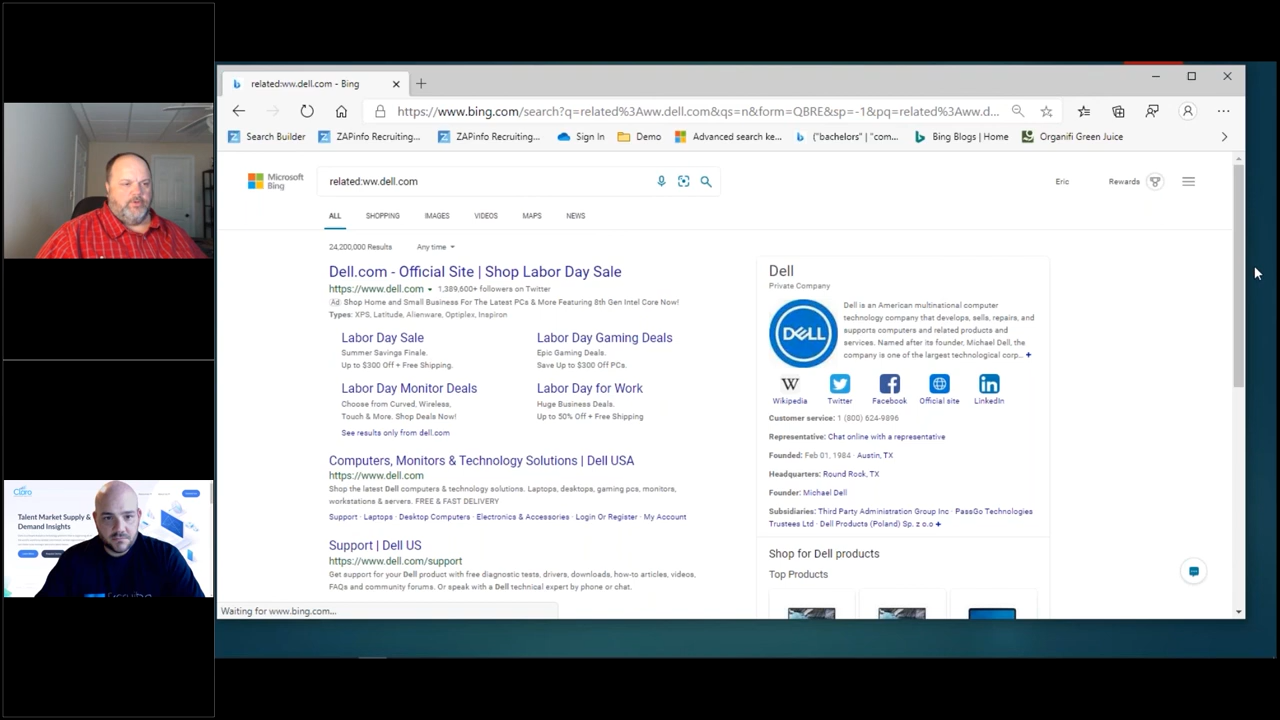 related:ww.dell.com - Bing
https://www.bing.com/search?q=related%3Aww.dell.com&qs=n&form=QBRE&sp=-1&pq=related%3Aww.d...
Search Builder ZAPinfo Recruiting... ZAPinfo Recruiting... Sign In Demo Advanced search ke... ("bachelors" | "com... Bing Blogs | Home Organifi Green Juice
Microsoft
Bing
related:ww.dell.com
Eric Rewards
ALL SHOPPING IMAGES VIDEOS MAPS NEWS
24,200,000 Results Any time
Dell.com - Official Site | Shop Labor Day Sale
https://www.dell.com 1,389,600+ followers on Twitter
Ad Shop Home and Small Business For The Latest PCs & More Featuring 8th Gen Intel Core Now!
Types: XPS, Latitude, Alienware, Optiplex, Inspiron
Labor Day Sale
Summer Savings Finale.
Up to $300 Off + Free Shipping.
Labor Day Gaming Deals
Epic Gaming Deals.
Save Up to $300 Off PCs.
Labor Day Monitor Deals
Choose from Curved, Wireless,
Touch & More. Shop Deals Now!
Labor Day for Work
Huge Business Deals.
Up to 50% Off + Free Shipping
See results only from dell.com
Computers, Monitors & Technology Solutions | Dell USA
https://www.dell.com
Shop the latest Dell computers & technology solutions. Laptops, desktops, gaming pcs, monitors,
workstations & servers. FREE & FAST DELIVERY
Support · Laptops · Desktop Computers · Electronics & Accessories · Login Or Register · My Account
Support | Dell US
https://www.dell.com/support
Get support for your Dell product with free diagnostic tests, drivers, downloads, how-to articles, videos,
FAQs and community forums. Or speak with a Dell technical expert by phone or chat.
Waiting for www.bing.com...
Dell
Private Company
DELL
Dell is an American multinational computer
technology company that develops, sells, repairs, and
supports computers and related products and
services. Named after its founder, Michael Dell, the
company is one of the largest technological corp...
W
Wikipedia Twitter Facebook Official site LinkedIn
Customer service: 1 (800) 624-9896
Representative: Chat online with a representative
Founded: Feb 01, 1984 · Austin, TX
Headquarters: Round Rock, TX
Founder: Michael Dell
Subsidiaries: Third Party Administration Group Inc · PassGo Technologies
Trustees Ltd · Dell Products (Poland) Sp. z o.o
Shop for Dell products
Top Products
Claro
Talent Market Supply &
Demand Insights